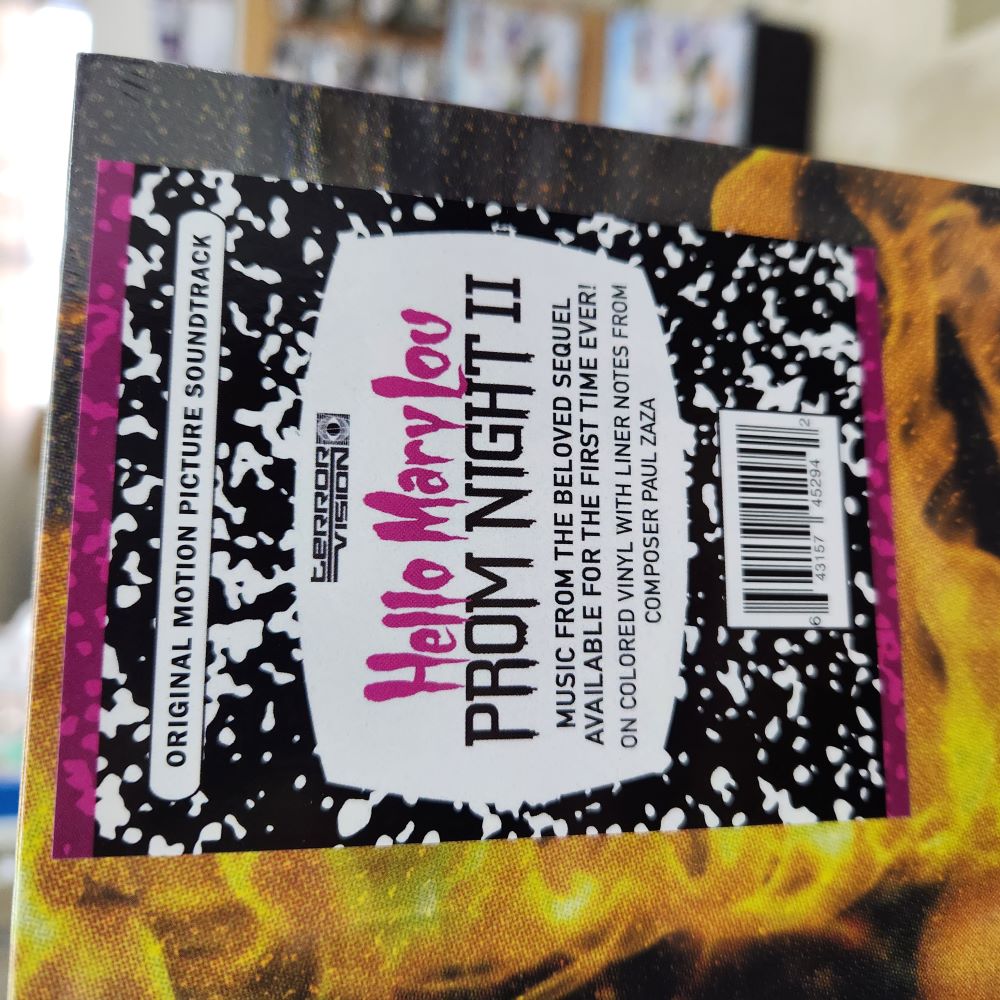 ORIGINAL MOTION PICTURE SOUNDTRACK
TERROR
VISION
Hello Mary Lou
PROM NIGHT II
MUSIC FROM THE BELOVED SEQUEL
AVAILABLE FOR THE FIRST TIME EVER!
ON COLORED VINYL WITH LINER NOTES FROM
COMPOSER PAUL ZAZA
6 43157 45294 2